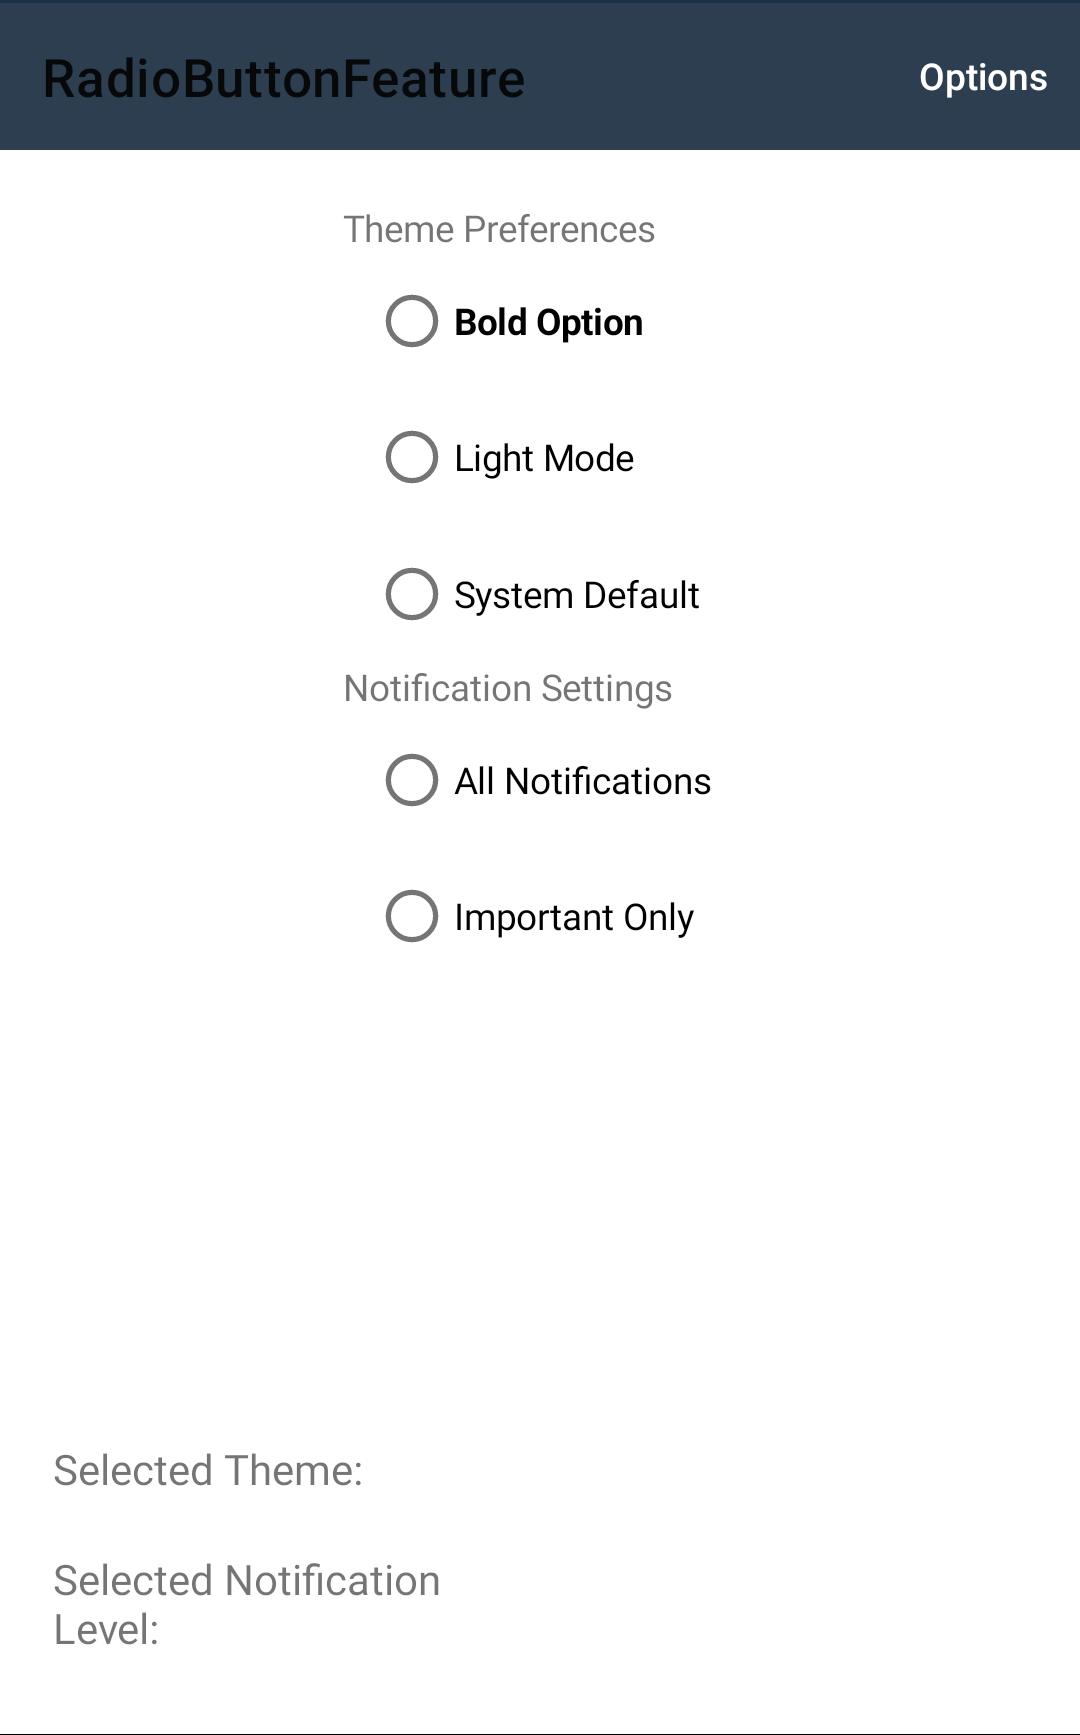 RadioButtonFeature
Options
Theme Preferences
Bold Option
Light Mode
System Default
Notification Settings
All Notifications
Important Only
Selected Theme:
Selected Notification
Level: